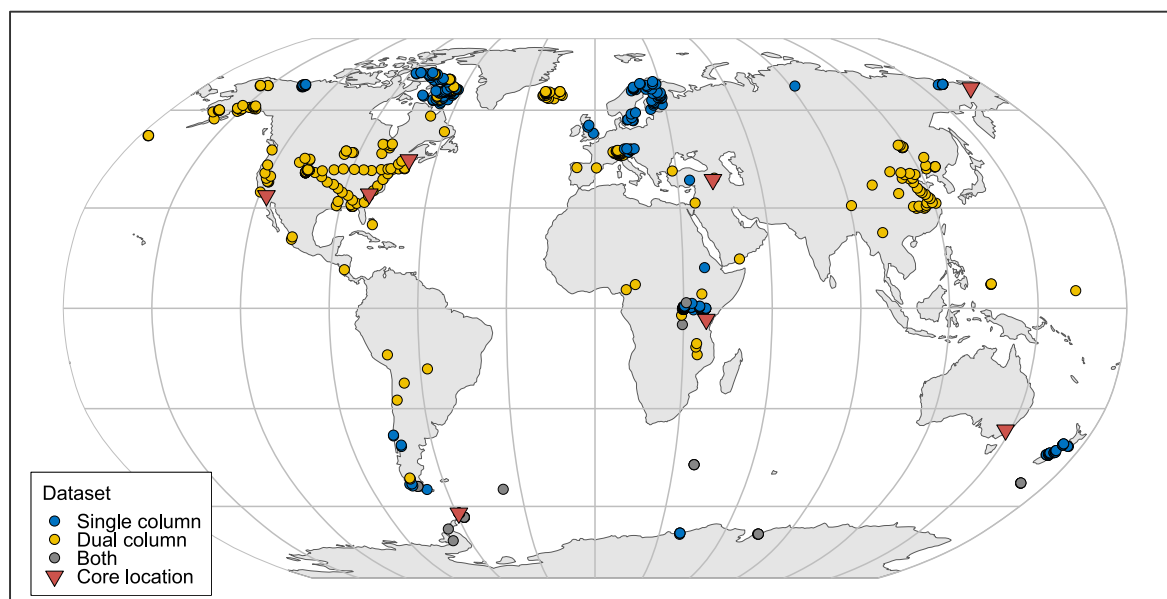 Dataset
Single column
Dual column
Both
Core location